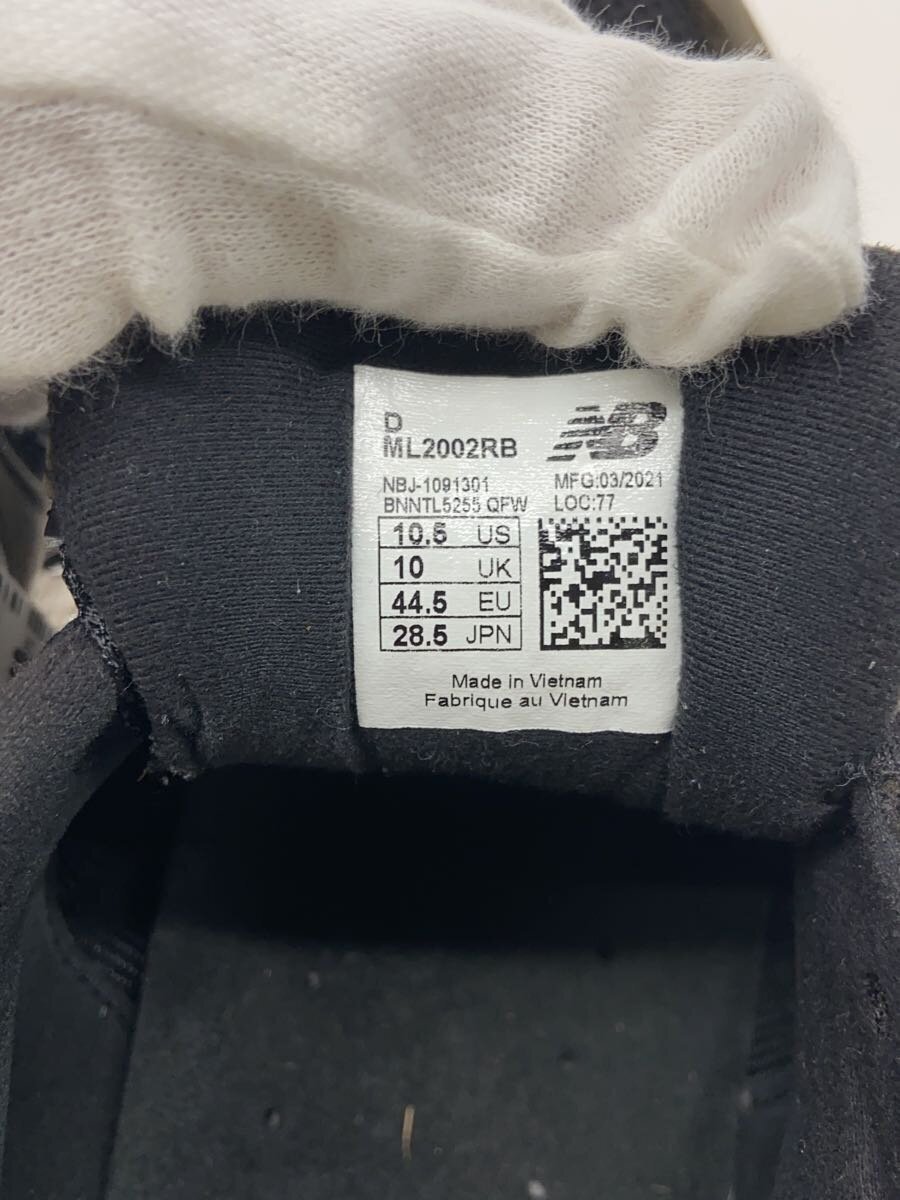 D
ML2002RB
NB
NBJ-1091301
BNNTL5255 QFW
MFG:03/2021
LOC:77
10.5 US
10 UK
44.5 EU
28.5 JPN
Made in Vietnam
Fabrique au Vietnam